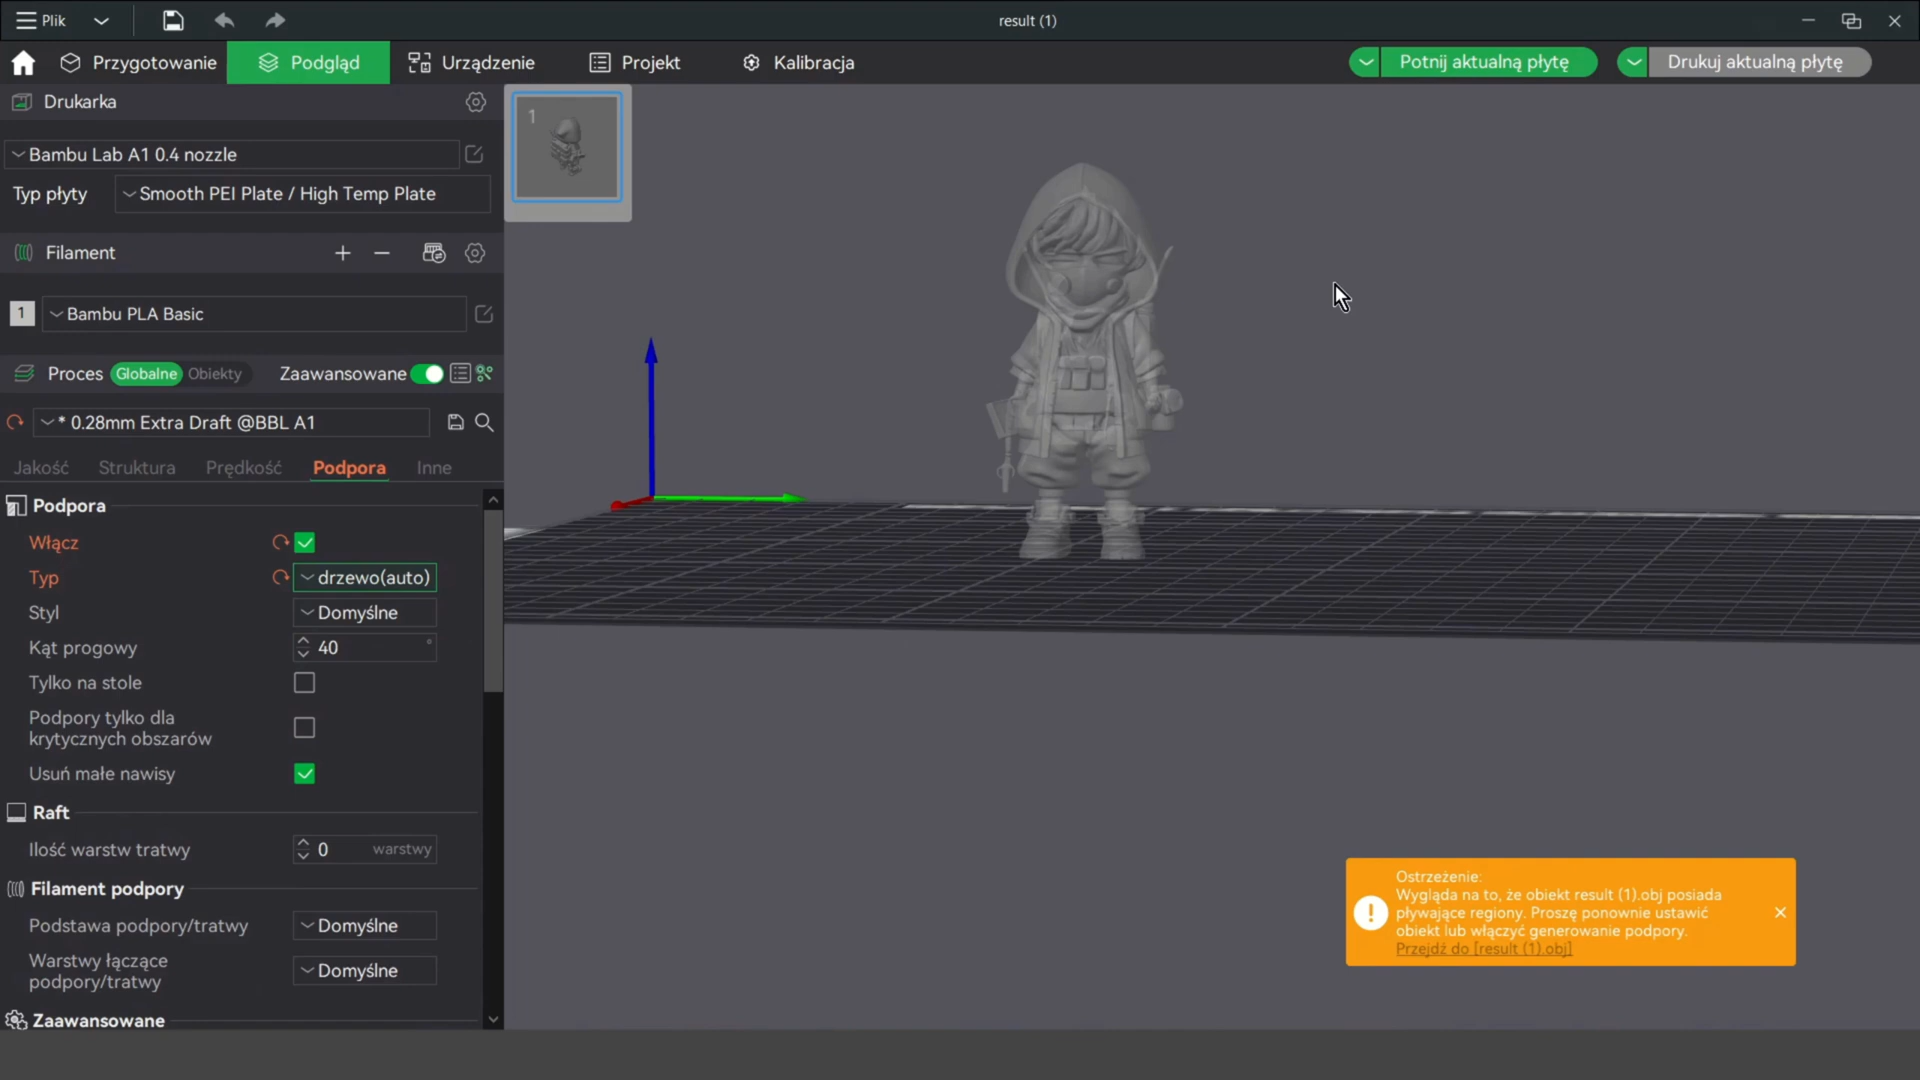 Plik
result (1)
Przygotowanie
Podgląd
Urządzenie
Projekt
Kalibracja
Potnij aktualną płytę
Drukuj aktualną płytę
Drukarka
1
Bambu Lab A1 0.4 nozzle
Typ płyty
Smooth PEI Plate / High Temp Plate
Filament
1
Bambu PLA Basic
Proces
Globalne
Obiekty
Zaawansowane
* 0.28mm Extra Draft @BBL A1
Jakość
Struktura
Prędkość
Podpora
Inne
Podpora
Włącz
Typ
drzewo(auto)
Styl
Domyślne
Kąt progowy
40 °
Tylko na stole
Podpory tylko dla
krytycznych obszarów
Usuń małe nawisy
Raft
Ilość warstw tratwy
0 warstwy
Filament podpory
Podstawa podpory/tratwy
Domyślne
Warstwy łączące
podpory/tratwy
Domyślne
Zaawansowane
Ostrzeżenie:
Wygląda na to, że obiekt result (1).obj posiada
pływające regiony. Proszę ponownie ustawić
obiekt lub włączyć generowanie podpory.
Przejdź do [result (1).obj]